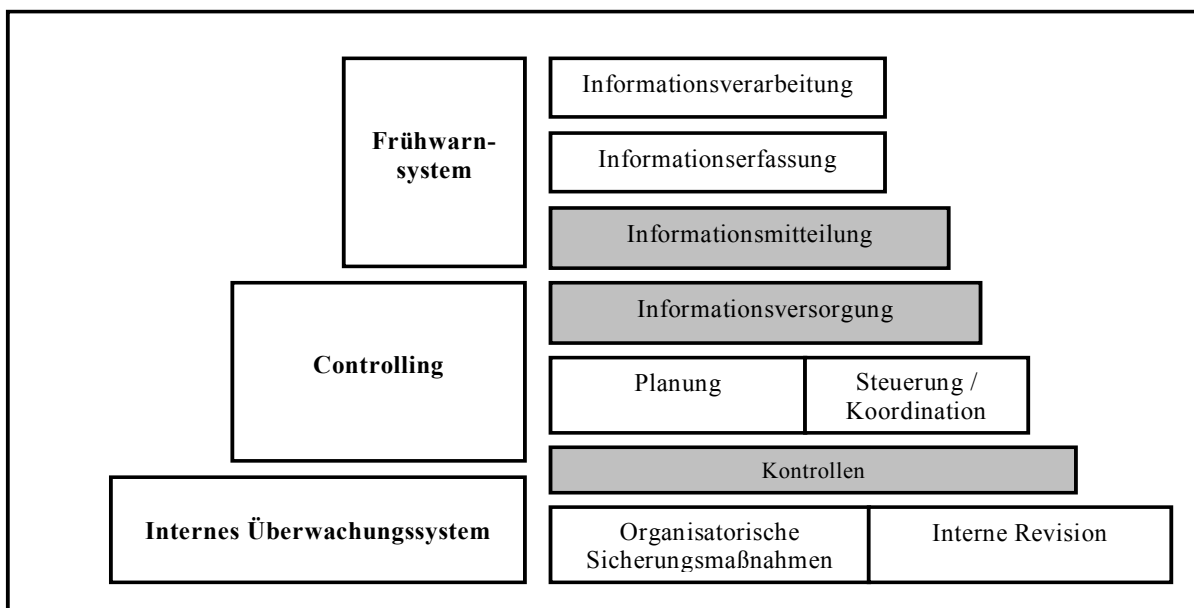 Informationsverarbeitung
Frühwarn-
system
Informationserfassung
Informationsmitteilung
Informationsversorgung
Controlling
Planung
Steuerung /
Koordination
Kontrollen
Internes Überwachungssystem
Organisatorische
Sicherungsmaßnahmen
Interne Revision